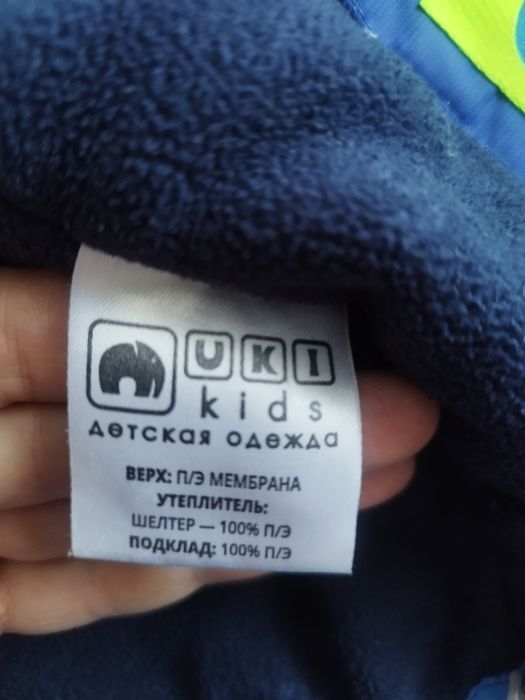 UKI
kids
детская одежда
ВЕРХ: П/Э МЕМБРАНА
УТЕПЛИТЕЛЬ:
ШЕЛТЕР — 100% П/Э
ПОДКЛАД: 100% П/Э